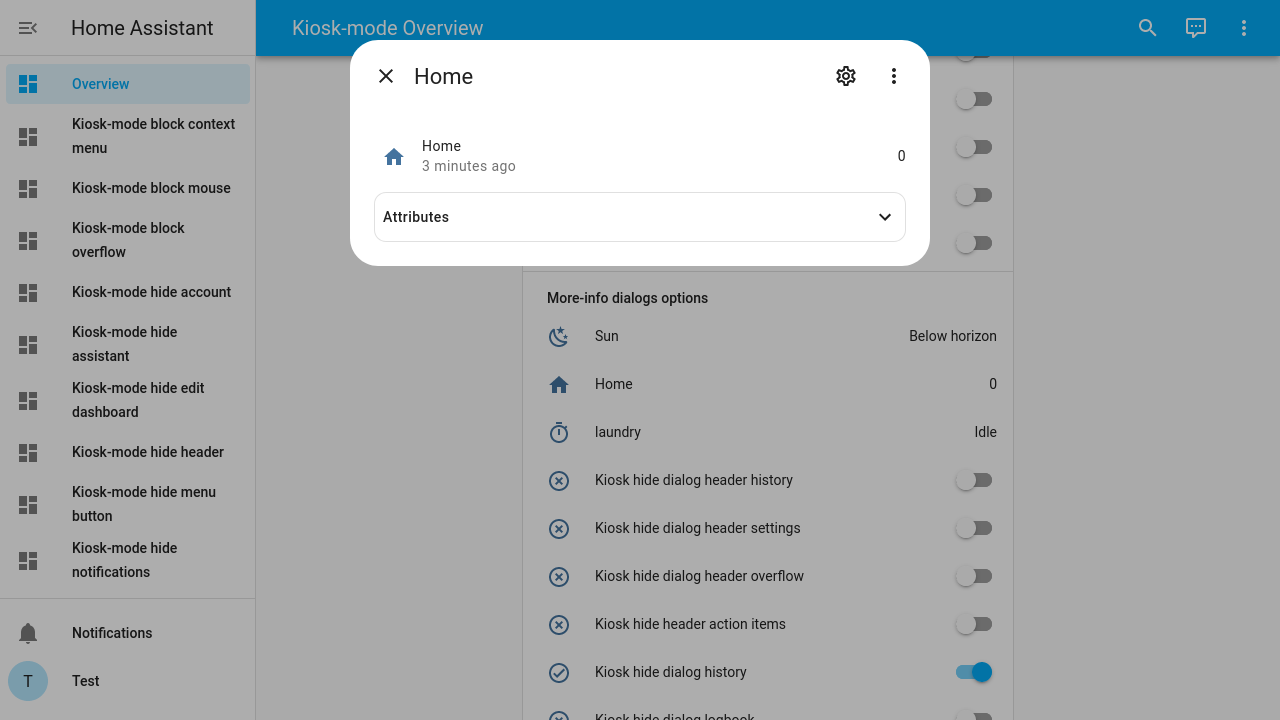 Home Assistant
Kiosk-mode Overview
Overview
Kiosk-mode block context
menu
Kiosk-mode block mouse
Kiosk-mode block
overflow
Kiosk-mode hide account
Kiosk-mode hide
assistant
Kiosk-mode hide edit
dashboard
Kiosk-mode hide header
Kiosk-mode hide menu
button
Kiosk-mode hide
notifications
Notifications
T Test
Home
Home 0
3 minutes ago
Attributes
More-info dialogs options
Sun Below horizon
Home 0
laundry Idle
Kiosk hide dialog header history
Kiosk hide dialog header settings
Kiosk hide dialog header overflow
Kiosk hide header action items
Kiosk hide dialog history
Kiosk hide dialog logbook